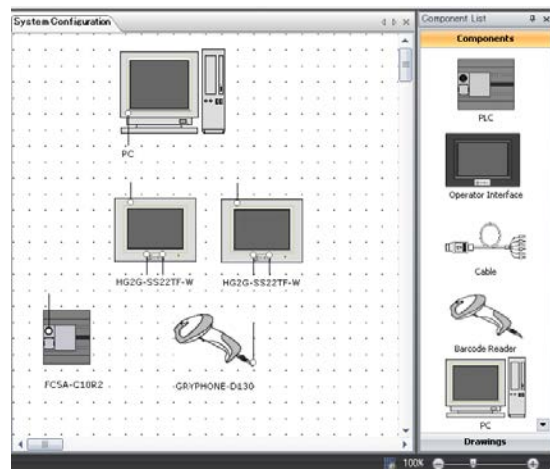 System Configuration
PC
HG2G-SS22TF-W
HG2G-SS22TF-W
FC5A-C10R2
GRYPHONE-D130
Component List
Components
PLC
Operator Interface
Cable
Barcode Reader
PC
Drawings
100%